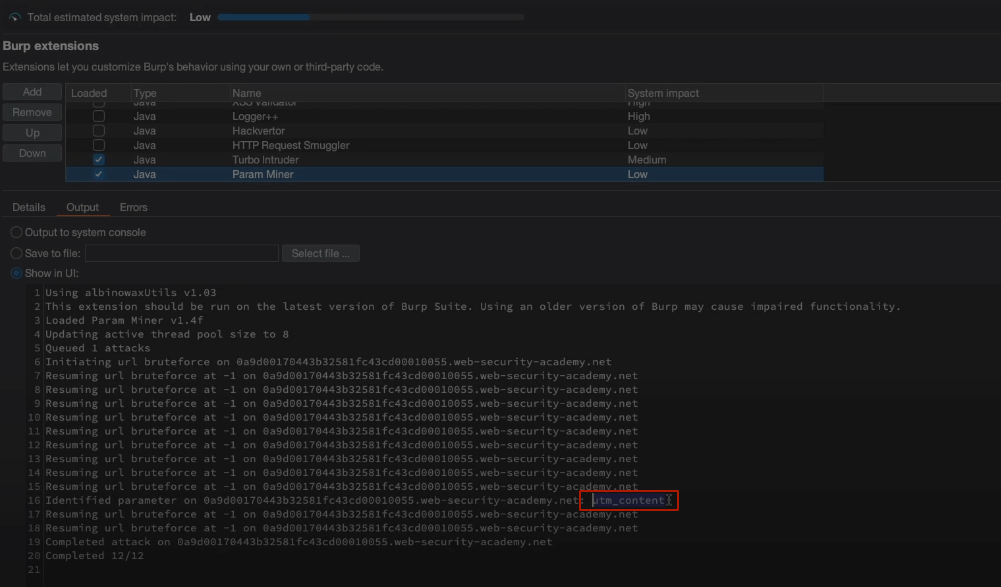 Total estimated system impact: Low
Burp extensions
Extensions let you customize Burp's behavior using your own or third-party code.
Add
Remove
Up
Down
Loaded Type Name System impact
Java XSS Validator High
Java Logger++ High
Java Hackvertor Low
Java HTTP Request Smuggler Low
Java Turbo Intruder Medium
Java Param Miner Low
Details Output Errors
Output to system console
Save to file: Select file ...
Show in UI:
1 Using albinowaxUtils v1.03
2 This extension should be run on the latest version of Burp Suite. Using an older version of Burp may cause impaired functionality.
3 Loaded Param Miner v1.4f
4 Updating active thread pool size to 8
5 Queued 1 attacks
6 Initiating url bruteforce on 0a9d00170443b32581fc43cd00010055.web-security-academy.net
7 Resuming url bruteforce at -1 on 0a9d00170443b32581fc43cd00010055.web-security-academy.net
8 Resuming url bruteforce at -1 on 0a9d00170443b32581fc43cd00010055.web-security-academy.net
9 Resuming url bruteforce at -1 on 0a9d00170443b32581fc43cd00010055.web-security-academy.net
10 Resuming url bruteforce at -1 on 0a9d00170443b32581fc43cd00010055.web-security-academy.net
11 Resuming url bruteforce at -1 on 0a9d00170443b32581fc43cd00010055.web-security-academy.net
12 Resuming url bruteforce at -1 on 0a9d00170443b32581fc43cd00010055.web-security-academy.net
13 Resuming url bruteforce at -1 on 0a9d00170443b32581fc43cd00010055.web-security-academy.net
14 Resuming url bruteforce at -1 on 0a9d00170443b32581fc43cd00010055.web-security-academy.net
15 Resuming url bruteforce at -1 on 0a9d00170443b32581fc43cd00010055.web-security-academy.net
16 Identified parameter on 0a9d00170443b32581fc43cd00010055.web-security-academy.net: utm_content
17 Resuming url bruteforce at -1 on 0a9d00170443b32581fc43cd00010055.web-security-academy.net
18 Resuming url bruteforce at -1 on 0a9d00170443b32581fc43cd00010055.web-security-academy.net
19 Completed attack on 0a9d00170443b32581fc43cd00010055.web-security-academy.net
20 Completed 12/12
21